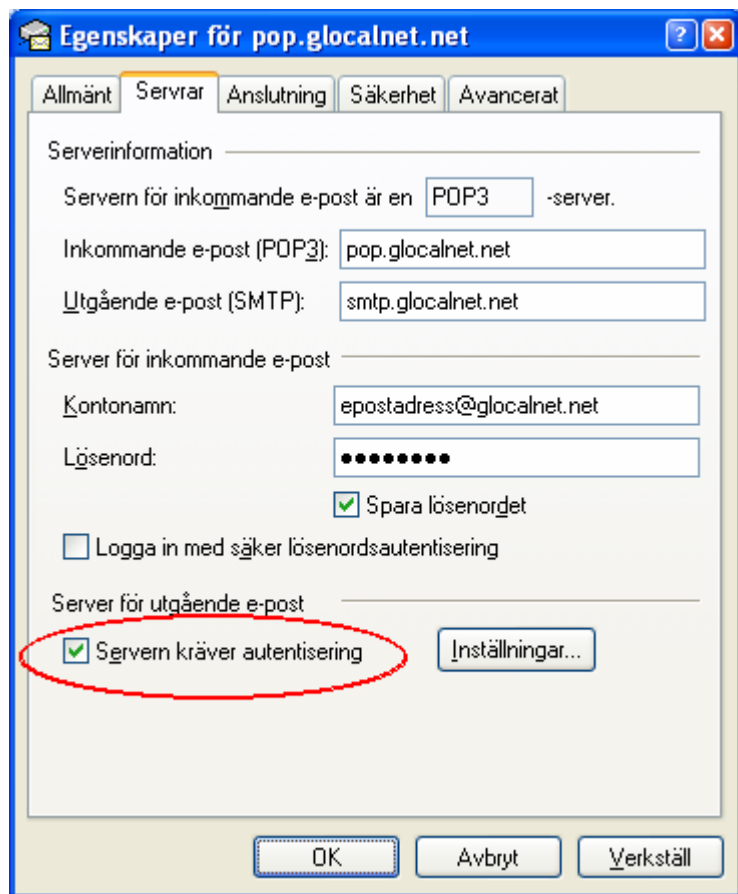 Egenskaper för pop.glocalnet.net
Allmänt Servrar Anslutning Säkerhet Avancerat
Serverinformation
Servern för inkommande e-post är en POP3 -server.
Inkommande e-post (POP3): pop.glocalnet.net
Utgående e-post (SMTP): smtp.glocalnet.net
Server för inkommande e-post
Kontonamn: epostadress@glocalnet.net
Lösenord: ●●●●●●●●
Spara lösenordet
Logga in med säker lösenordsautentisering
Server för utgående e-post
Servern kräver autentisering Inställningar...
OK Avbryt Verkställ